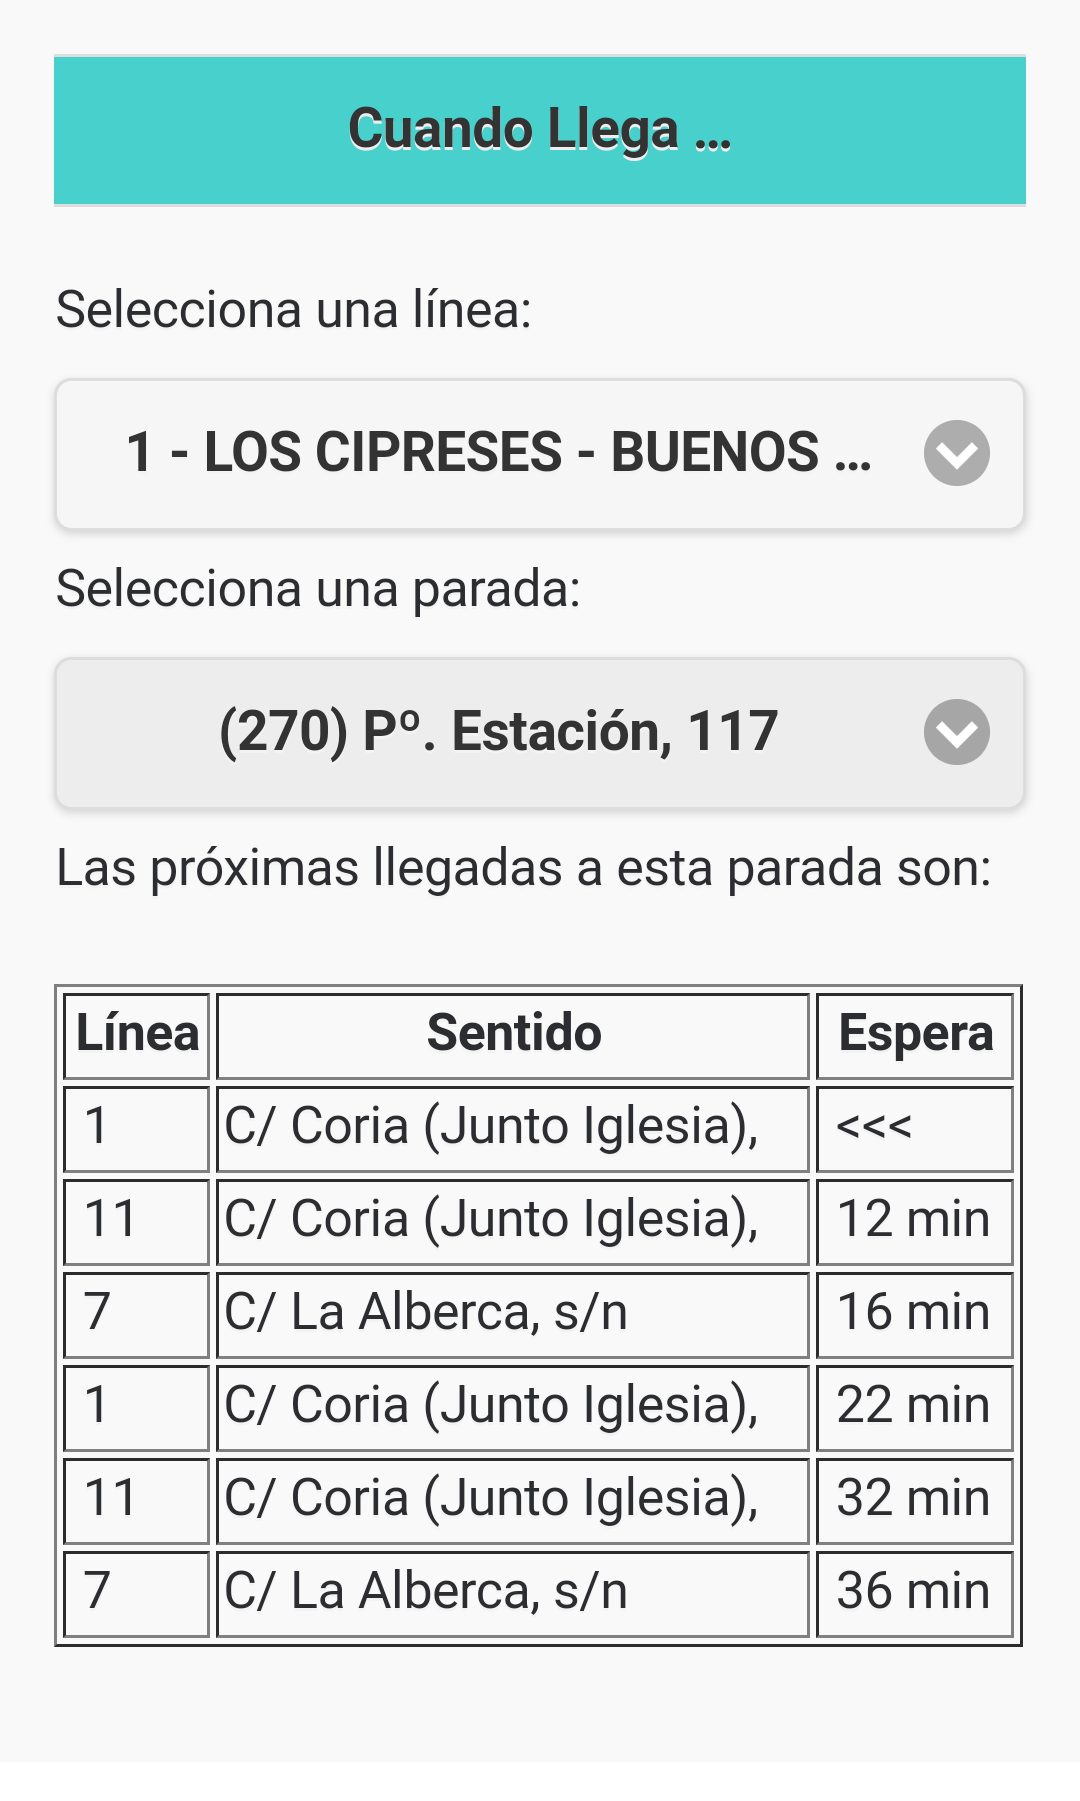 Cuando Llega ...
Selecciona una línea:
1 - LOS CIPRESES - BUENOS ...
Selecciona una parada:
(270) Pº. Estación, 117
Las próximas llegadas a esta parada son:
Línea Sentido Espera
1 C/ Coria (Junto Iglesia), <<<
11 C/ Coria (Junto Iglesia), 12 min
7 C/ La Alberca, s/n 16 min
1 C/ Coria (Junto Iglesia), 22 min
11 C/ Coria (Junto Iglesia), 32 min
7 C/ La Alberca, s/n 36 min